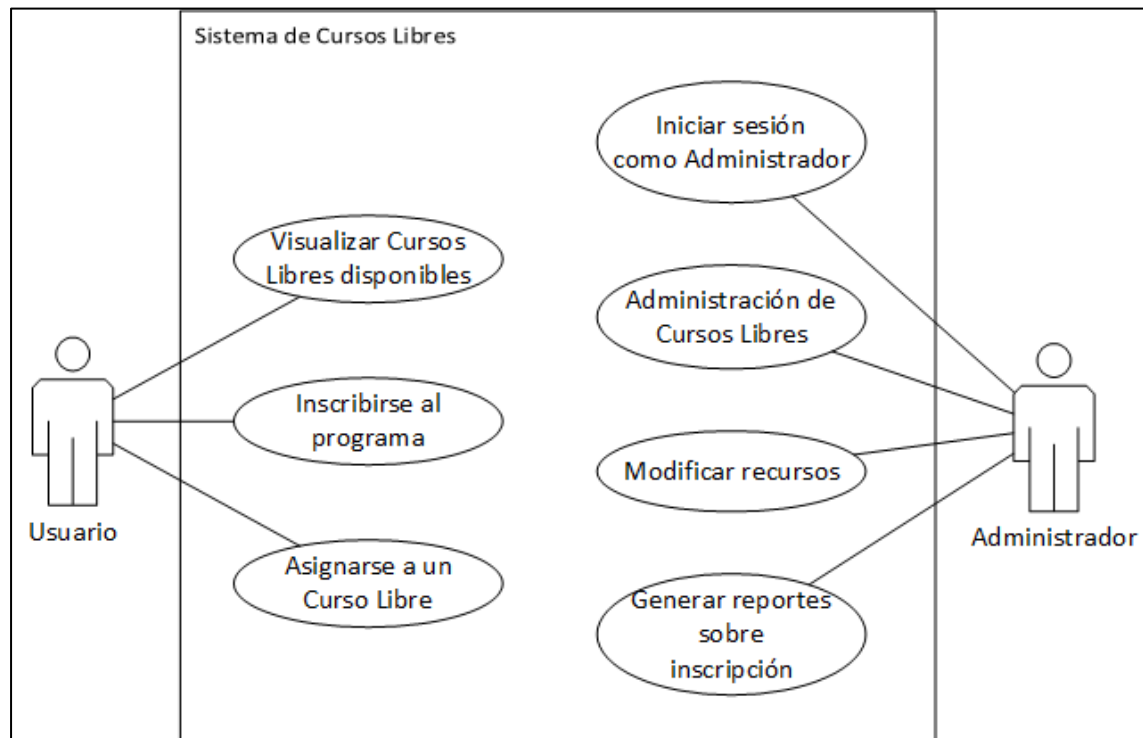 Sistema de Cursos Libres
Iniciar sesión
como Administrador
Visualizar Cursos
Libres disponibles
Administración de
Cursos Libres
Inscribirse al
programa
Modificar recursos
Usuario
Administrador
Asignarse a un
Curso Libre
Generar reportes
sobre
inscripción